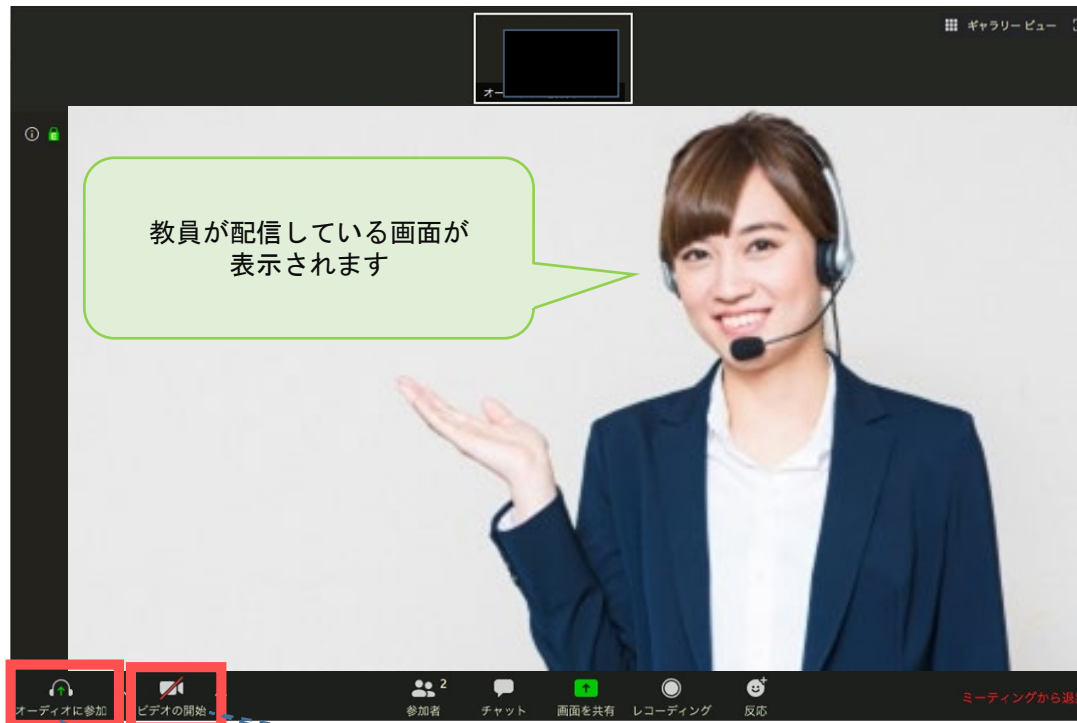 ギャラリービュー
オー
教員が配信している画面が
表示されます
オーディオに参加
ビデオの開始
参加者
2
チャット
画面を共有
レコーディング
反応
ミーティングから退